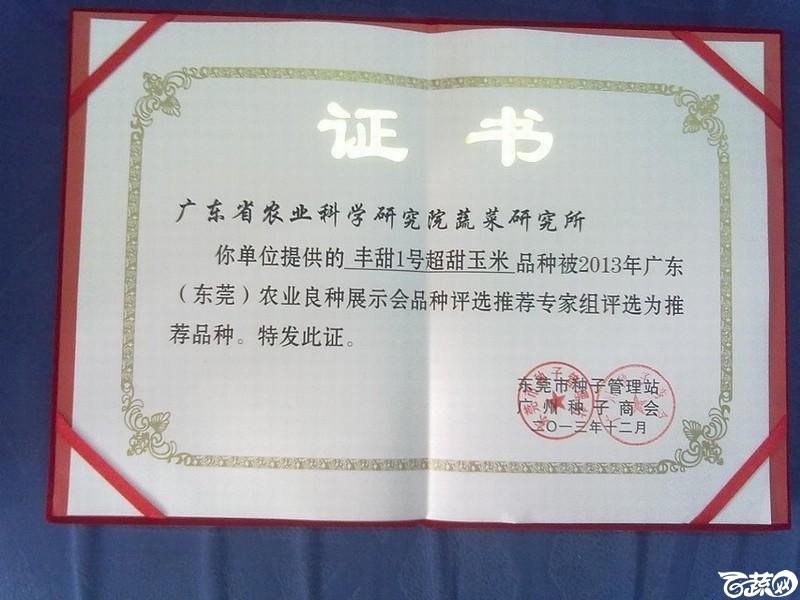 证书
广东省农业科学研究院蔬菜研究所
你单位提供的 丰甜1号超甜玉米 品种被2013年广东
（东莞）农业良种展示会品种评选推荐专家组评选为推
荐品种。特发此证。
东莞市种子管理站
广州种子商会
二〇一三年十二月
百蔬网